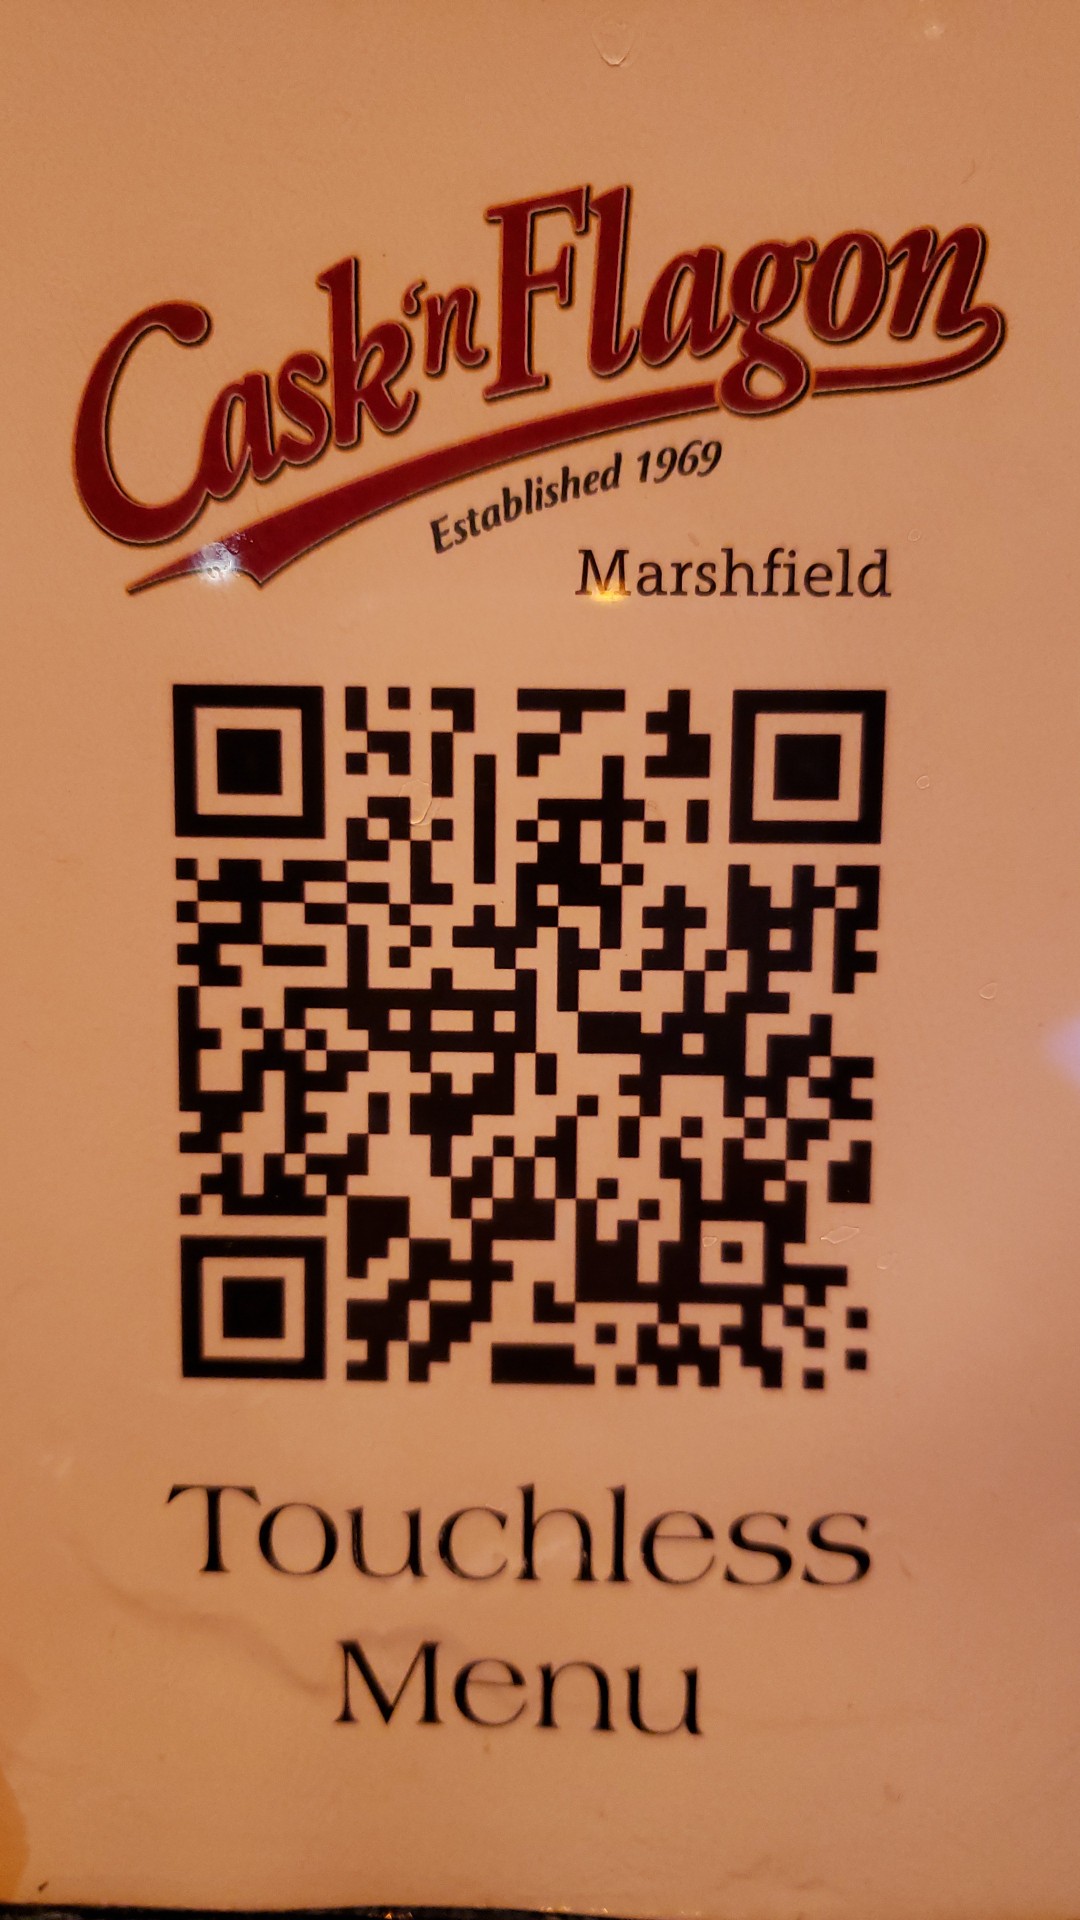 Cask 'n Flagon
Established 1969
Marshfield
Touchless
Menu